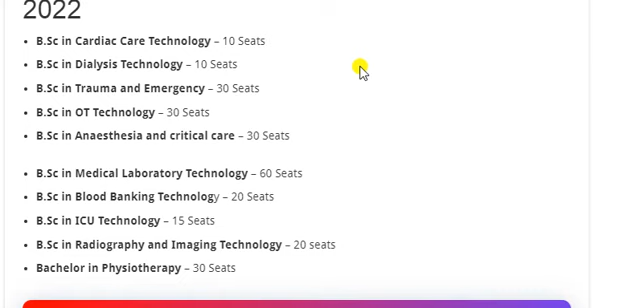 2022
• B.Sc in Cardiac Care Technology – 10 Seats
• B.Sc in Dialysis Technology – 10 Seats
• B.Sc in Trauma and Emergency – 30 Seats
• B.Sc in OT Technology – 30 Seats
• B.Sc in Anaesthesia and critical care – 30 Seats
• B.Sc in Medical Laboratory Technology – 60 Seats
• B.Sc in Blood Banking Technology – 20 Seats
• B.Sc in ICU Technology – 15 Seats
• B.Sc in Radiography and Imaging Technology – 20 seats
• Bachelor in Physiotherapy – 30 Seats